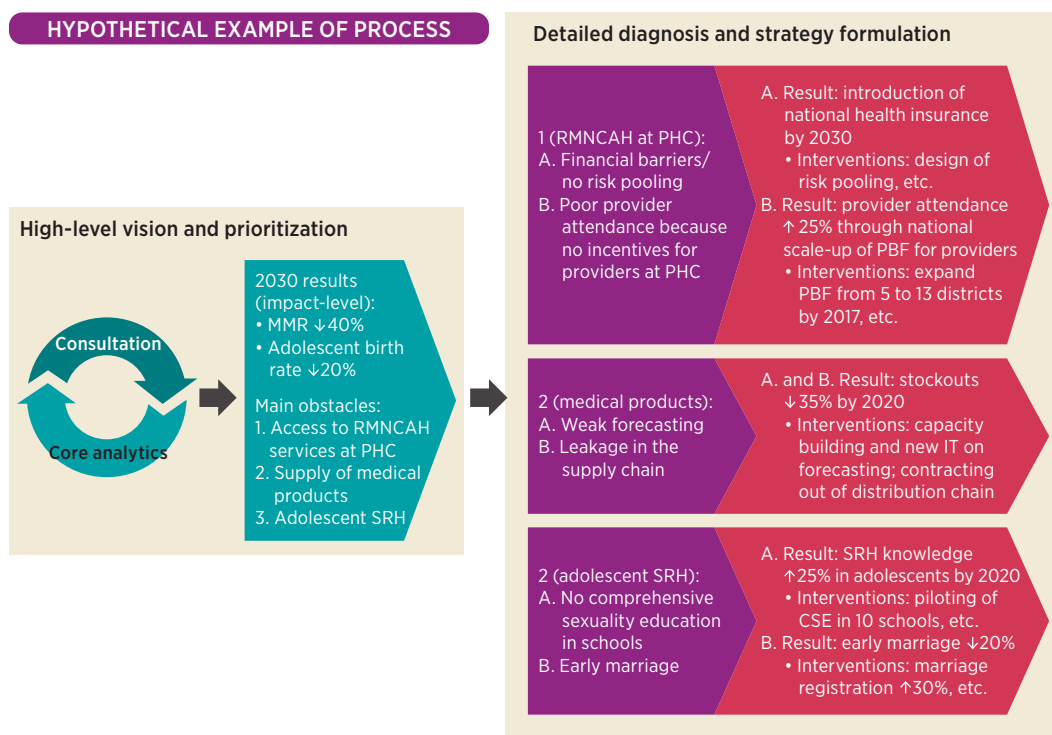 HYPOTHETICAL EXAMPLE OF PROCESS
High-level vision and prioritization
Consultation
Core analytics
2030 results
(impact-level):
• MMR ↓40%
• Adolescent birth
rate ↓20%
Main obstacles:
1. Access to RMNCAH
services at PHC
2. Supply of medical
products
3. Adolescent SRH
Detailed diagnosis and strategy formulation
1 (RMNCAH at PHC):
A. Financial barriers/
no risk pooling
B. Poor provider
attendance because
no incentives for
providers at PHC
A. Result: introduction of
national health insurance
by 2030
• Interventions: design of
risk pooling, etc.
B. Result: provider attendance
↑ 25% through national
scale-up of PBF for providers
• Interventions: expand
PBF from 5 to 13 districts
by 2017, etc.
2 (medical products):
A. Weak forecasting
B. Leakage in the
supply chain
A. and B. Result: stockouts
↓35% by 2020
• Interventions: capacity
building and new IT on
forecasting; contracting
out of distribution chain
2 (adolescent SRH):
A. No comprehensive
sexuality education
in schools
B. Early marriage
A. Result: SRH knowledge
↑25% in adolescents by 2020
• Interventions: piloting of
CSE in 10 schools, etc.
B. Result: early marriage ↓20%
• Interventions: marriage
registration ↑30%, etc.